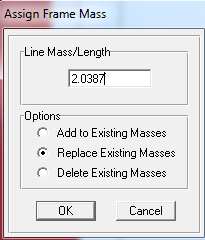 Assign Frame Mass
Line Mass/Length
2.0387
Options
Add to Existing Masses
Replace Existing Masses
Delete Existing Masses
OK
Cancel